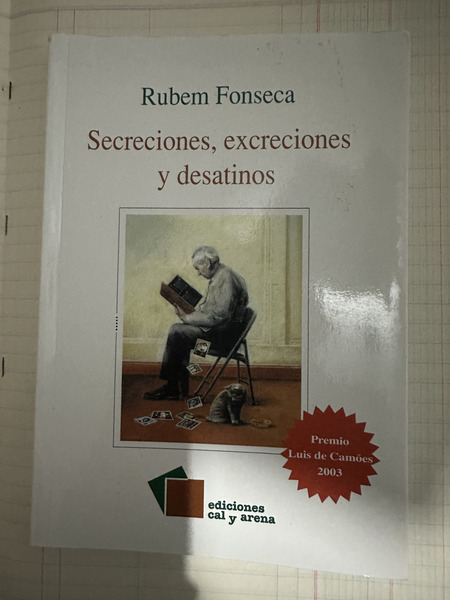 Rubem Fonseca
Secreciones, excreciones
y desatinos
Premio
Luis de Camões
2003
ediciones
cal y arena